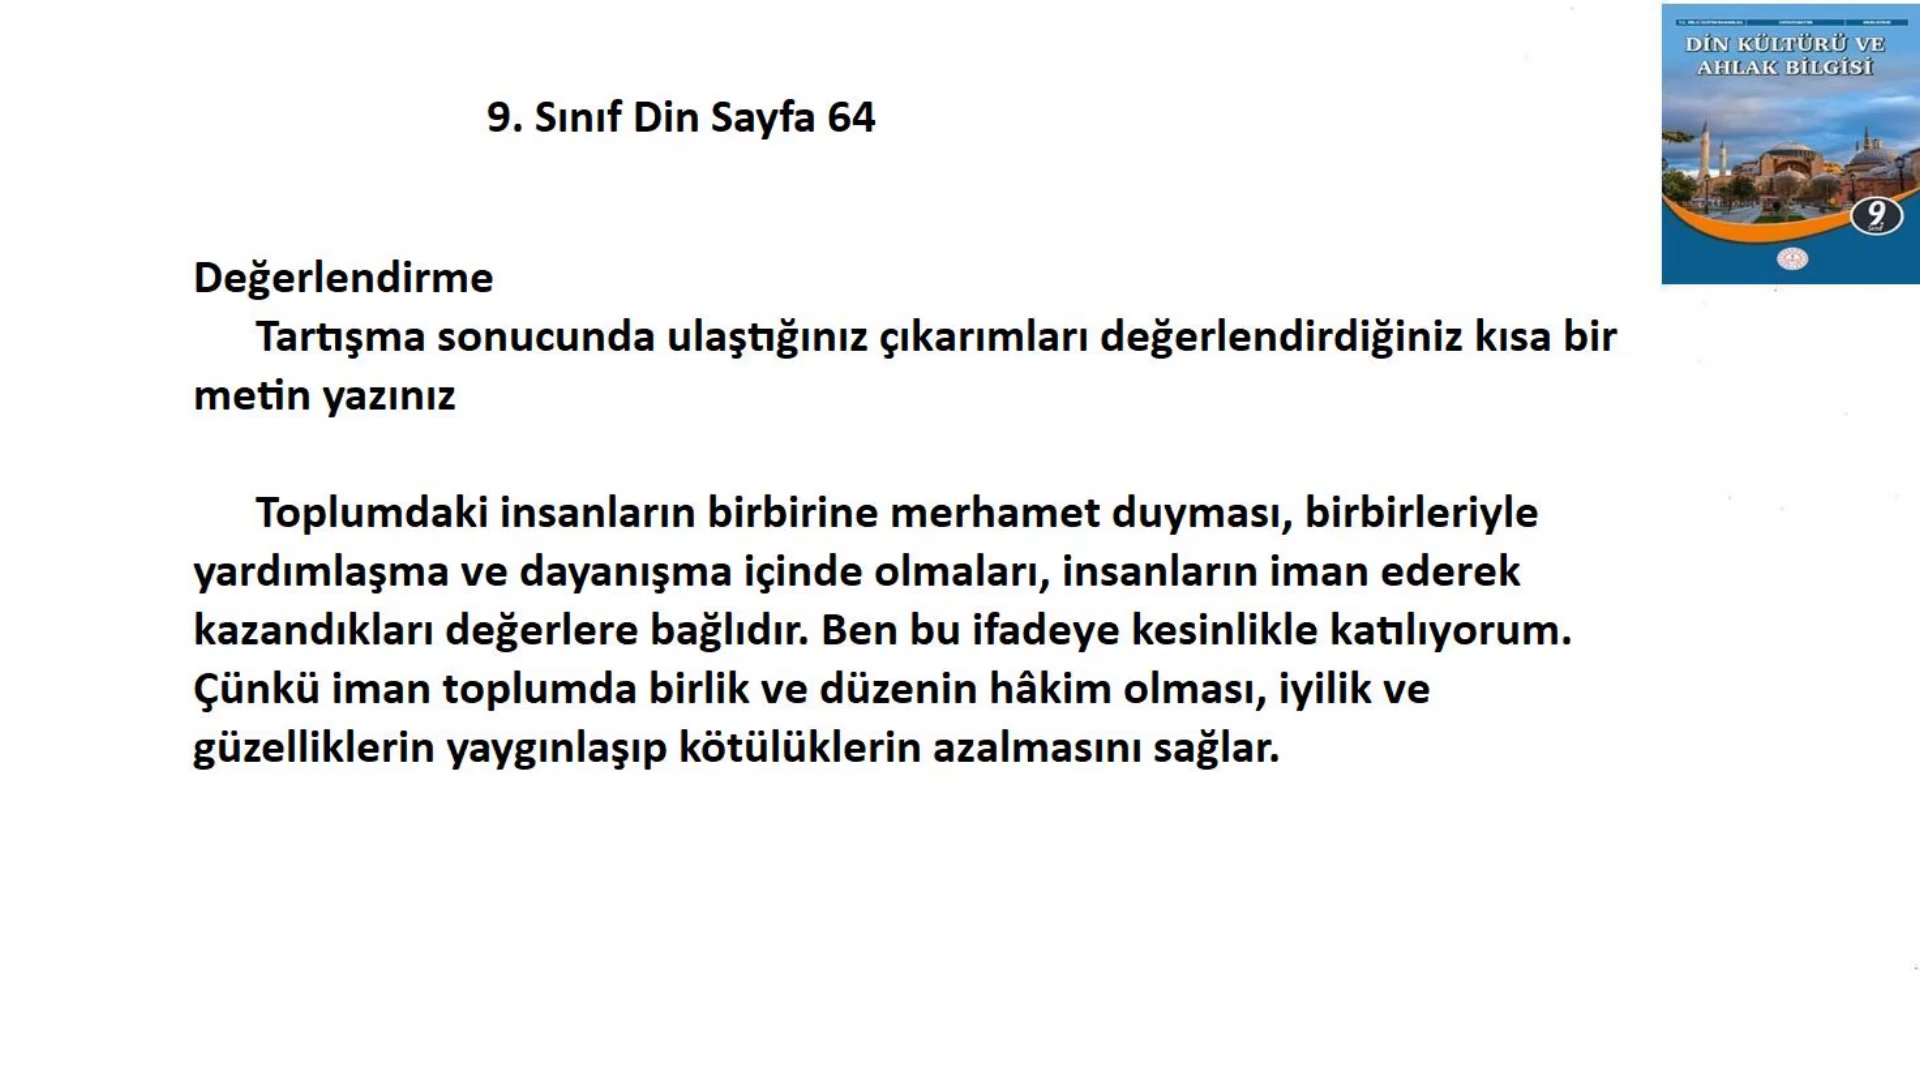 DİN KÜLTÜRÜ VE
AHLAK BİLGİSİ
9.
9. Sınıf Din Sayfa 64
Değerlendirme
Tartışma sonucunda ulaştığınız çıkarımları değerlendirdiğiniz kısa bir
metin yazınız
Toplumdaki insanların birbirine merhamet duyması, birbirleriyle
yardımlaşma ve dayanışma içinde olmaları, insanların iman ederek
kazandıkları değerlere bağlıdır. Ben bu ifadeye kesinlikle katılıyorum.
Çünkü iman toplumda birlik ve düzenin hâkim olması, iyilik ve
güzelliklerin yaygınlaşıp kötülüklerin azalmasını sağlar.